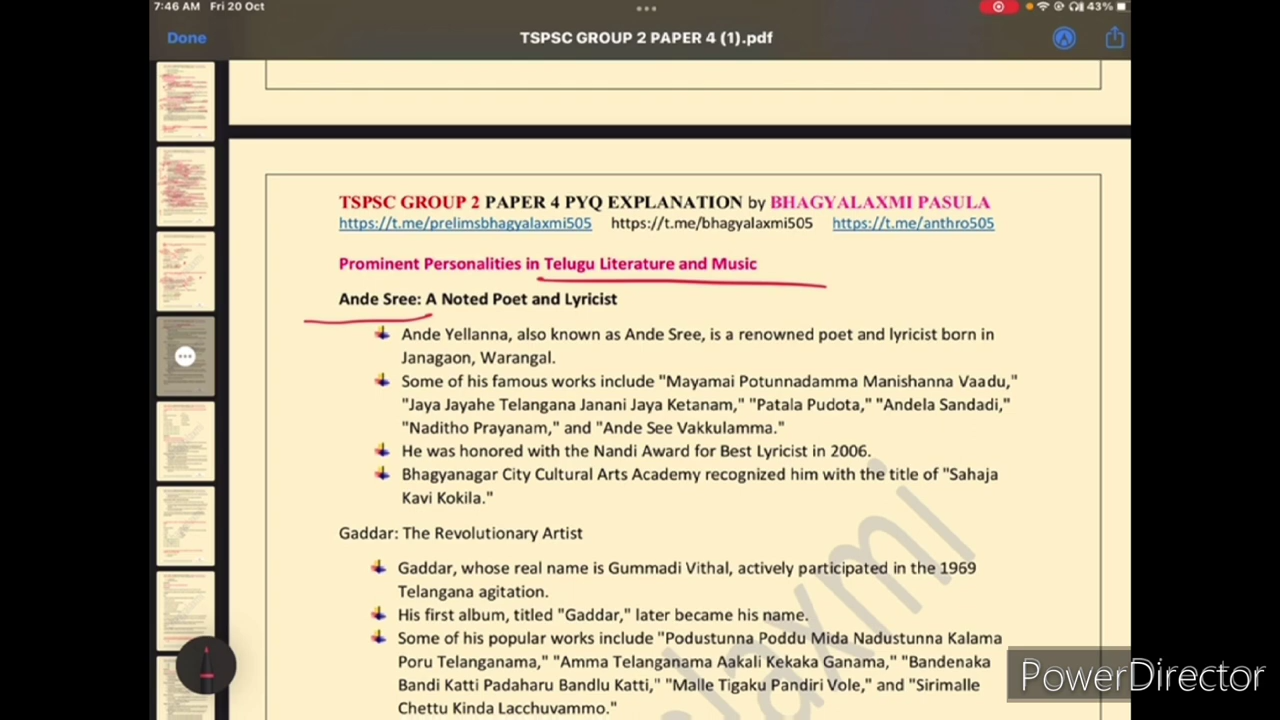 7:46 AM Fri 20 Oct
43%
Done
TSPSC GROUP 2 PAPER 4 (1).pdf
TSPSC GROUP 2 PAPER 4 PYQ EXPLANATION by BHAGYALAXMI PASULA
https://t.me/prelimsbhagyalaxmi505 https://t.me/bhagyalaxmi505 https://t.me/anthro505
Prominent Personalities in Telugu Literature and Music
Ande Sree: A Noted Poet and Lyricist
Ande Yellanna, also known as Ande Sree, is a renowned poet and lyricist born in
Janagaon, Warangal.
Some of his famous works include "Mayamai Potunnadamma Manishanna Vaadu,"
"Jaya Jayahe Telangana Janani Jaya Ketanam," "Patala Pudota," "Andela Sandadi,"
"Naditho Prayanam," and "Ande See Vakkulamma."
He was honored with the Nandi Award for Best Lyricist in 2006.
Bhagyanagar City Cultural Arts Academy recognized him with the title of "Sahaja
Kavi Kokila."
Gaddar: The Revolutionary Artist
Gaddar, whose real name is Gummadi Vithal, actively participated in the 1969
Telangana agitation.
His first album, titled "Gaddar," later became his name.
Some of his popular works include "Podustunna Poddu Mida Nadustunna Kalama
Poru Telanganama," "Amma Telanganama Aakali Kekaka Ganama," "Bandenaka
Bandi Katti Padaharu Bandlu Katti," "Malle Tigaku Pandiri Vole," and "Sirimalle
Chettu Kinda Lacchuvammo."
laxmi
PowerDirector